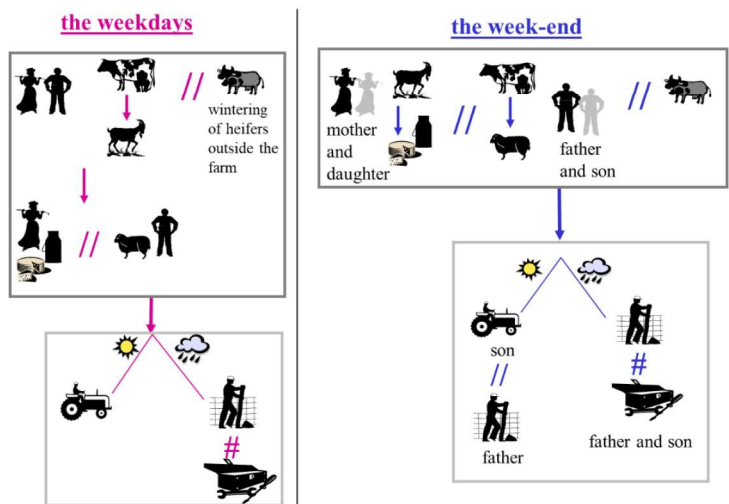 the weekdays
//
wintering
of heifers
outside the
farm
//
#
the week-end
mother
and
daughter
//
father
and son
//
son
//
father
#
father and son